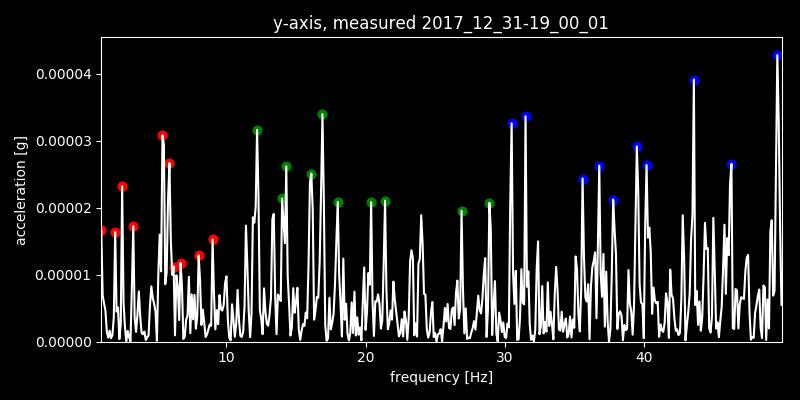 y-axis, measured 2017_12_31-19_00_01
0.00004
0.00003
0.00002
0.00001
0.00000
acceleration [g]
10 20 30 40
frequency [Hz]